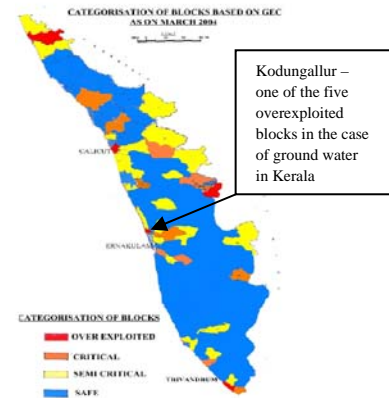 CATEGORISATION OF BLOCKS BASED ON GEC
AS ON MARCH 2004
Kodungallur –
one of the five
overexploited
blocks in the case
of ground water
in Kerala
CALICUT
ERNAKULAM
CATEGORISATION OF BLOCKS
OVER EXPLOITED
CRITICAL
SEMI CRITICAL
SAFE
TRIVANDRUM